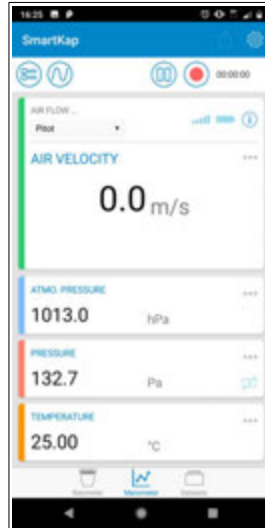 16:25
SmartKap
00:00:00
AIR FLOW ...
Pitot
AIR VELOCITY
0.0 m/s
ATMO. PRESSURE
1013.0 hPa
PRESSURE
132.7 Pa
TEMPERATURE
25.00 °C
Manometer